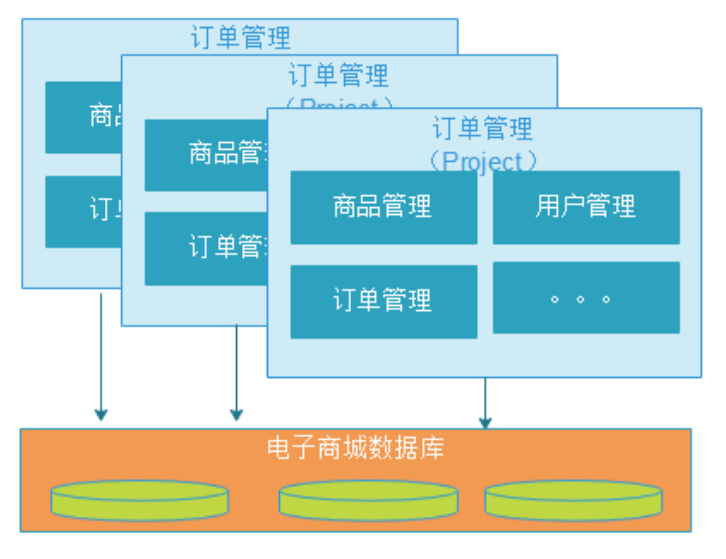 订单管理
订单管理
(Project)
订单管理
(Project)
商
商品管
商品管理
用户管理
订
订单管
订单管理
。。。
电子商城数据库